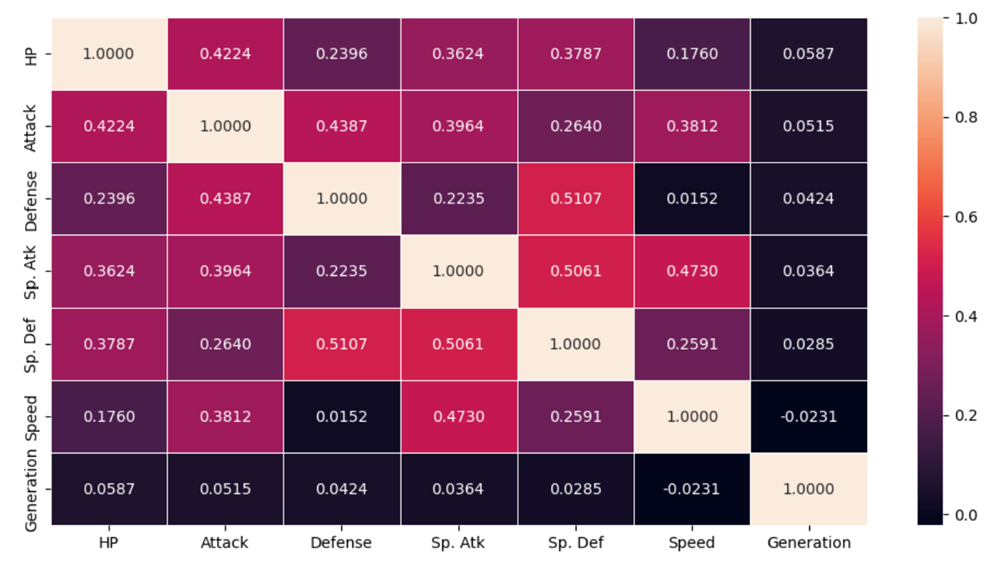 HP 1.0000 0.4224 0.2396 0.3624 0.3787 0.1760 0.0587
Attack 0.4224 1.0000 0.4387 0.3964 0.2640 0.3812 0.0515
Defense 0.2396 0.4387 1.0000 0.2235 0.5107 0.0152 0.0424
Sp. Atk 0.3624 0.3964 0.2235 1.0000 0.5061 0.4730 0.0364
Sp. Def 0.3787 0.2640 0.5107 0.5061 1.0000 0.2591 0.0285
Speed 0.1760 0.3812 0.0152 0.4730 0.2591 1.0000 -0.0231
Generation 0.0587 0.0515 0.0424 0.0364 0.0285 -0.0231 1.0000
HP Attack Defense Sp. Atk Sp. Def Speed Generation
1.0
0.8
0.6
0.4
0.2
0.0